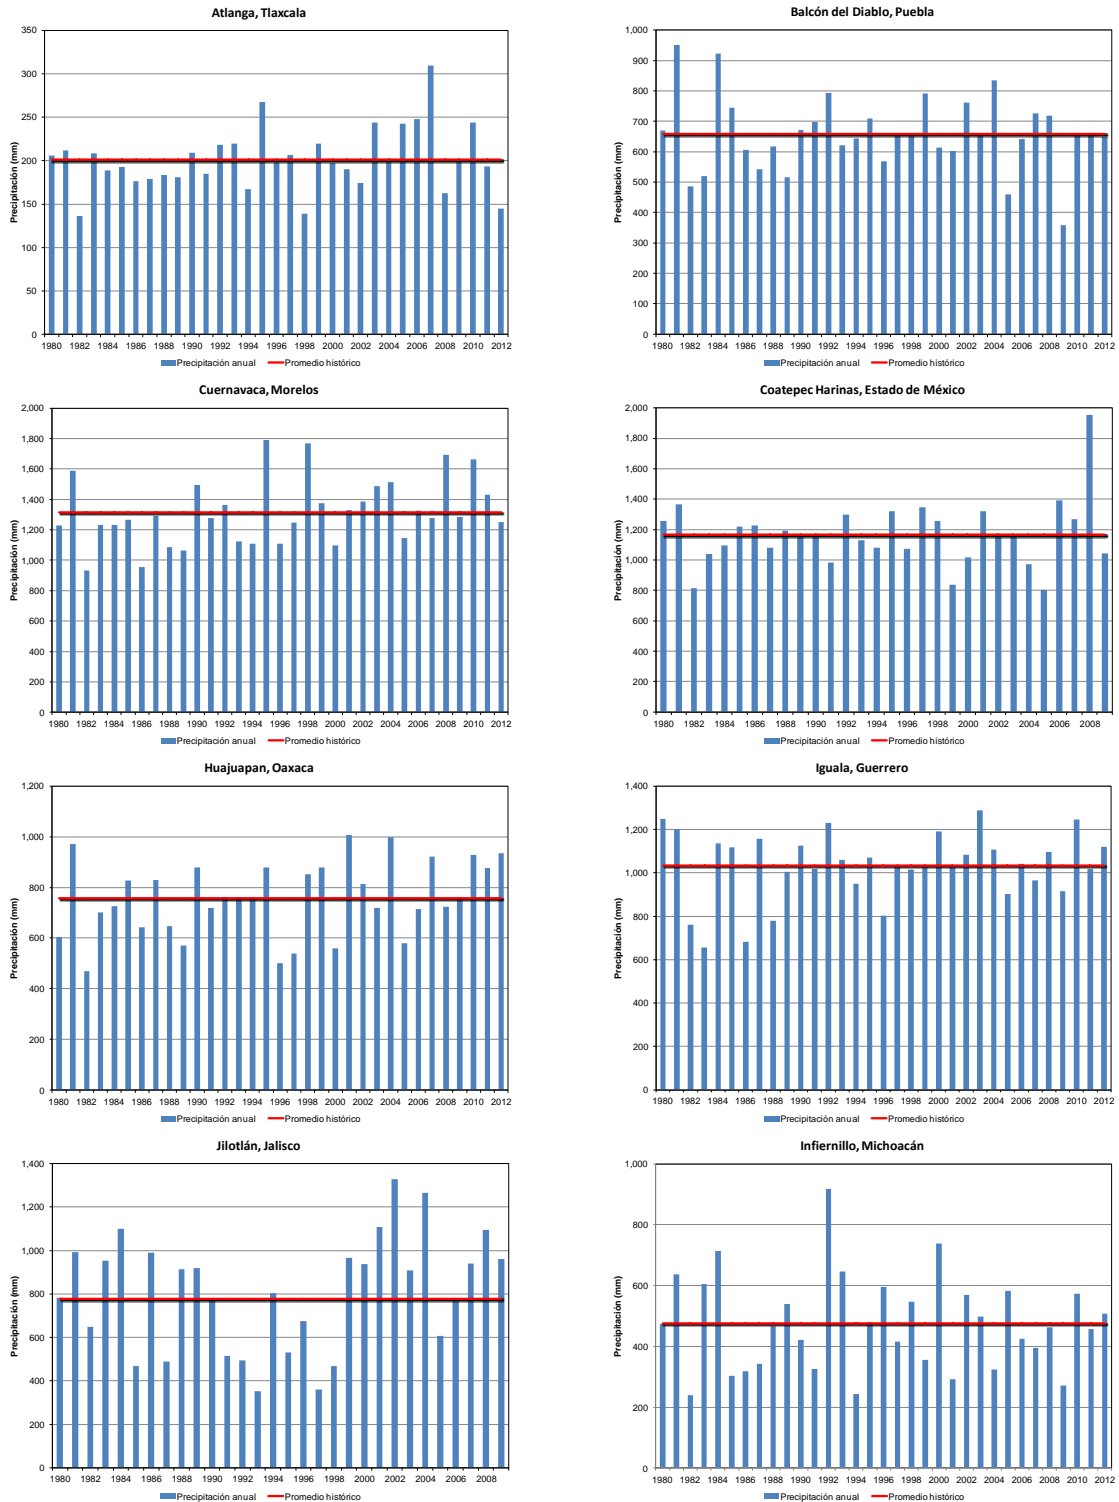 Atlanga, Tlaxcala
Precipitación (mm)
350
300
250
200
150
100
50
0
1980 1982 1984 1986 1988 1990 1992 1994 1996 1998 2000 2002 2004 2006 2008 2010 2012
Precipitación anual Promedio histórico
Balcón del Diablo, Puebla
Precipitación (mm)
1,000
900
800
700
600
500
400
300
200
100
0
1980 1982 1984 1986 1988 1990 1992 1994 1996 1998 2000 2002 2004 2006 2008 2010 2012
Precipitación anual Promedio histórico
Cuernavaca, Morelos
Precipitación (mm)
2,000
1,800
1,600
1,400
1,200
1,000
800
600
400
200
0
1980 1982 1984 1986 1988 1990 1992 1994 1996 1998 2000 2002 2004 2006 2008 2010 2012
Precipitación anual Promedio histórico
Coatepec Harinas, Estado de México
Precipitación (mm)
2,000
1,800
1,600
1,400
1,200
1,000
800
600
400
200
0
1980 1982 1984 1986 1988 1990 1992 1994 1996 1998 2000 2002 2004 2006 2008
Precipitación anual Promedio histórico
Huajuapan, Oaxaca
Precipitación (mm)
1,200
1,000
800
600
400
200
0
1980 1982 1984 1986 1988 1990 1992 1994 1996 1998 2000 2002 2004 2006 2008 2010 2012
Precipitación anual Promedio histórico
Iguala, Guerrero
Precipitación (mm)
1,400
1,200
1,000
800
600
400
200
0
1980 1982 1984 1986 1988 1990 1992 1994 1996 1998 2000 2002 2004 2006 2008 2010 2012
Precipitación anual Promedio histórico
Jilotlán, Jalisco
Precipitación (mm)
1,400
1,200
1,000
800
600
400
200
0
1980 1982 1984 1986 1988 1990 1992 1994 1996 1998 2000 2002 2004 2006 2008
Precipitación anual Promedio histórico
Infiernillo, Michoacán
Precipitación (mm)
1,000
800
600
400
200
0
1980 1982 1984 1986 1988 1990 1992 1994 1996 1998 2000 2002 2004 2006 2008 2010 2012
Precipitación anual Promedio histórico